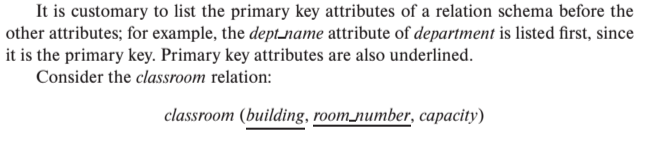 It is customary to list the primary key attributes of a relation schema before the
other attributes; for example, the dept_name attribute of department is listed first, since
it is the primary key. Primary key attributes are also underlined.
Consider the classroom relation:
classroom (building, room_number, capacity)